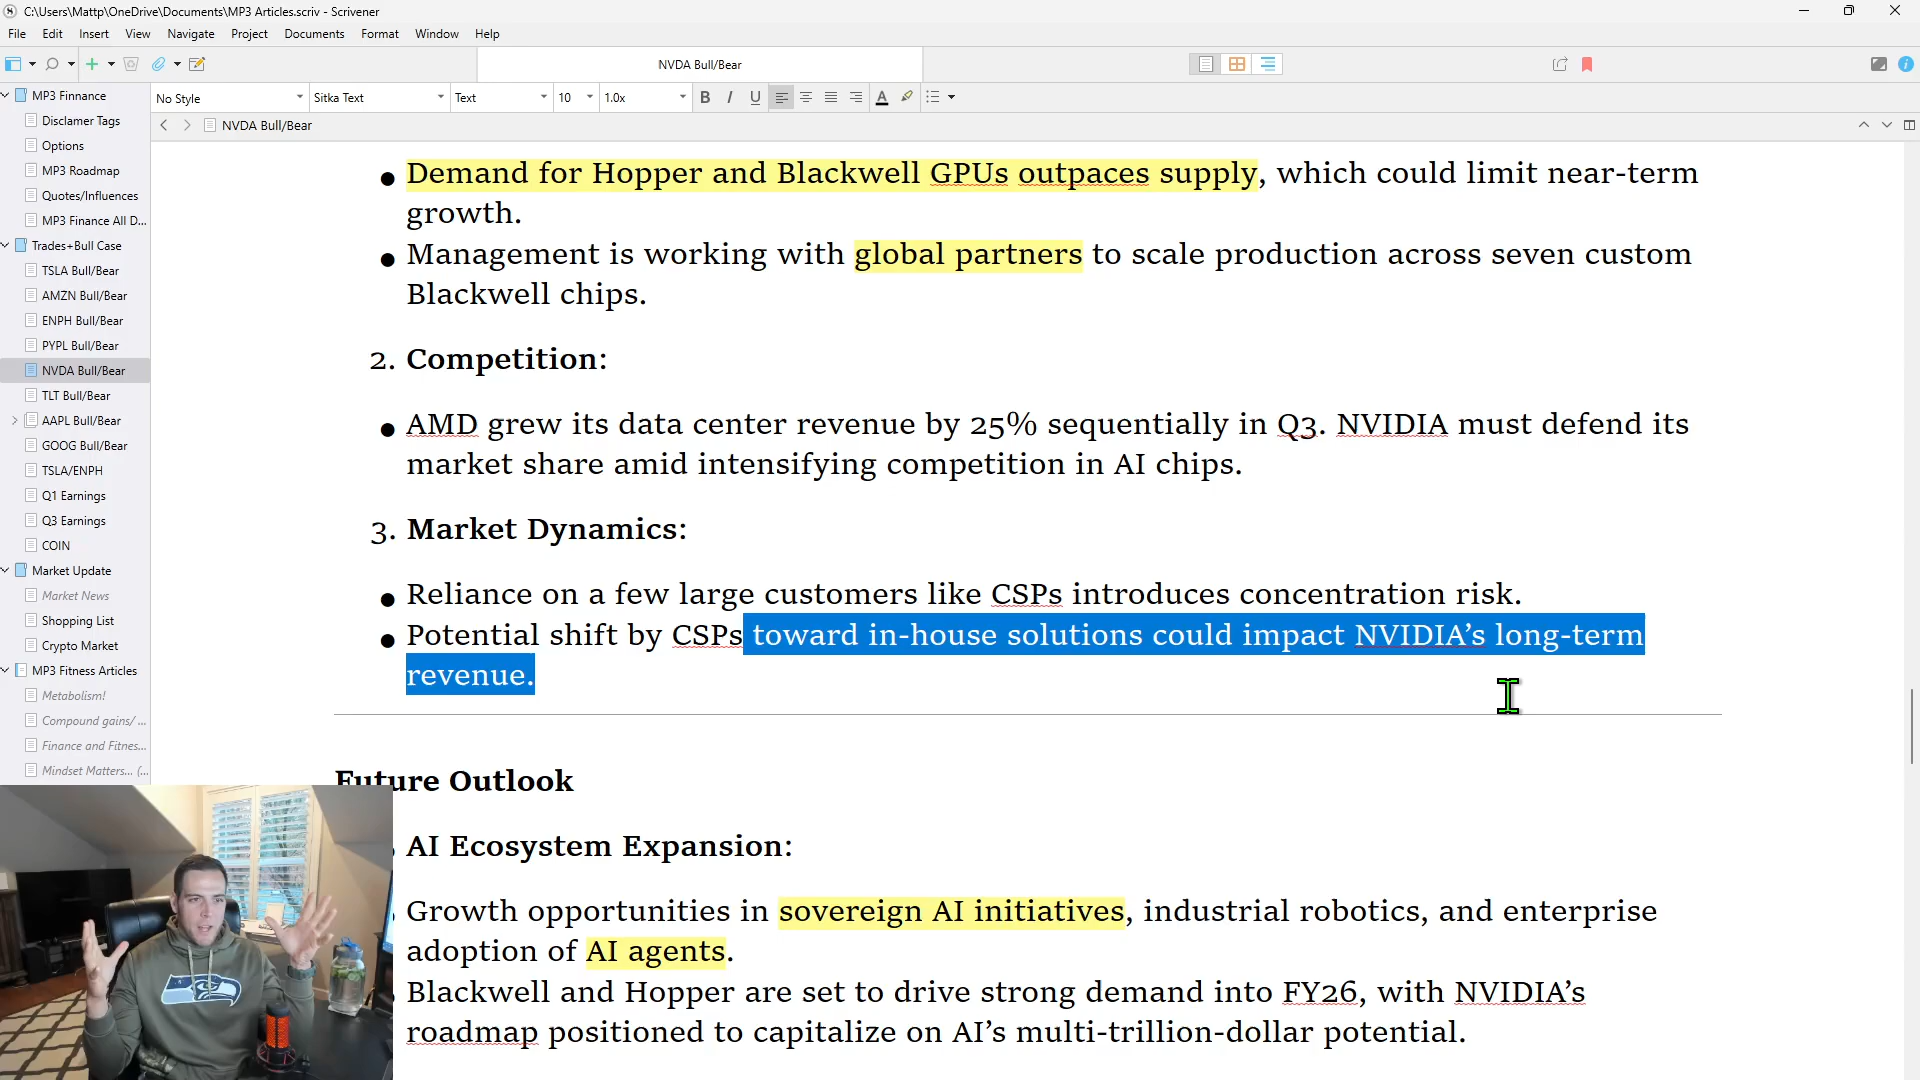 C:\Users\Mattp\OneDrive\Documents\MP3 Articles.scriv - Scrivener
File Edit Insert View Navigate Project Documents Format Window Help
NVDA Bull/Bear
No Style Sitka Text Text 10 1.0x B I U A
NVDA Bull/Bear
MP3 Finnance
Disclamer Tags
Options
MP3 Roadmap
Quotes/Influences
MP3 Finance All D...
Trades+Bull Case
TSLA Bull/Bear
AMZN Bull/Bear
ENPH Bull/Bear
PYPL Bull/Bear
NVDA Bull/Bear
TLT Bull/Bear
AAPL Bull/Bear
GOOG Bull/Bear
TSLA/ENPH
Q1 Earnings
Q3 Earnings
COIN
Market Update
Market News
Shopping List
Crypto Market
MP3 Fitness Articles
Metabolism!
Compound gains/ ...
Finance and Fitnes...
Mindset Matters... (...
• Demand for Hopper and Blackwell GPUs outpaces supply, which could limit near-term
growth.
• Management is working with global partners to scale production across seven custom
Blackwell chips.
2. Competition:
• AMD grew its data center revenue by 25% sequentially in Q3. NVIDIA must defend its
market share amid intensifying competition in AI chips.
3. Market Dynamics:
• Reliance on a few large customers like CSPs introduces concentration risk.
• Potential shift by CSPs toward in-house solutions could impact NVIDIA’s long-term
revenue.
Future Outlook
AI Ecosystem Expansion:
Growth opportunities in sovereign AI initiatives, industrial robotics, and enterprise
adoption of AI agents.
Blackwell and Hopper are set to drive strong demand into FY26, with NVIDIA’s
roadmap positioned to capitalize on AI’s multi-trillion-dollar potential.